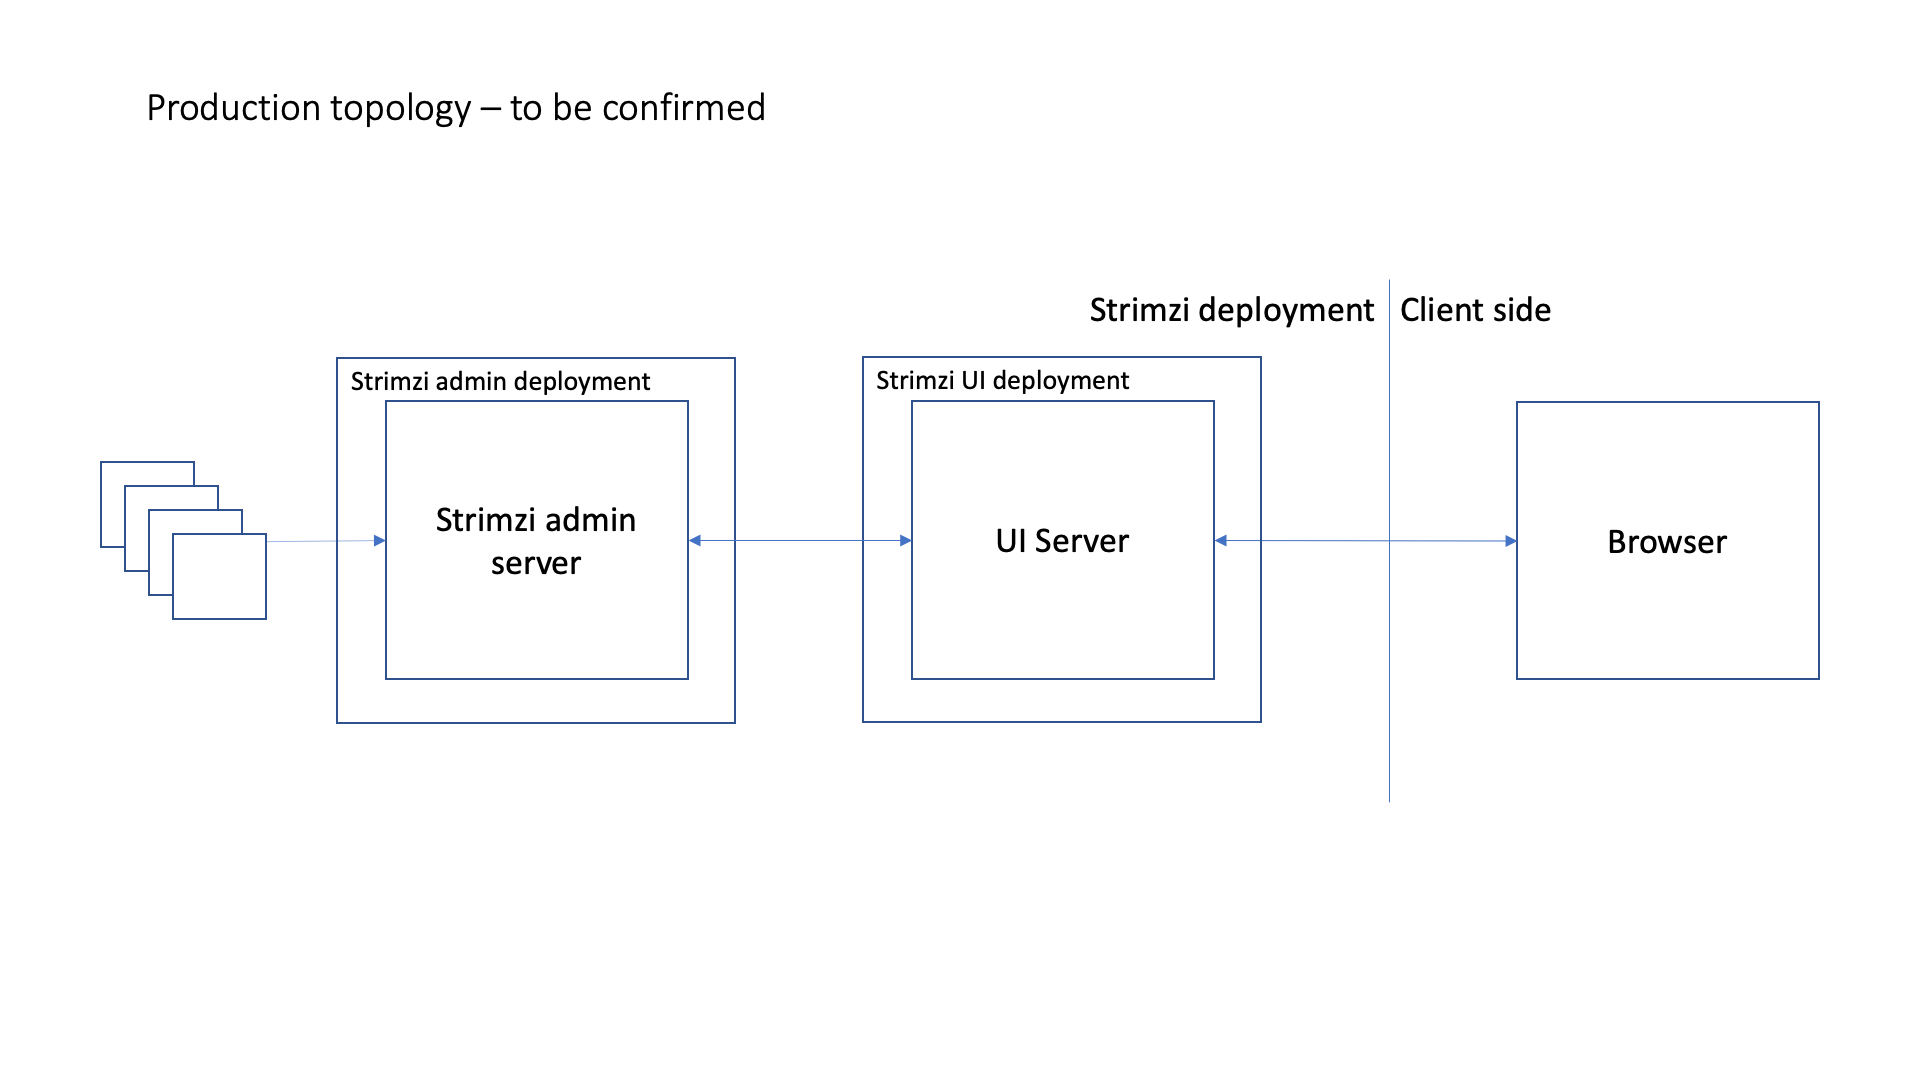 Production topology – to be confirmed
Strimzi deployment
Client side
Strimzi admin deployment
Strimzi UI deployment
Strimzi admin
server
UI Server
Browser